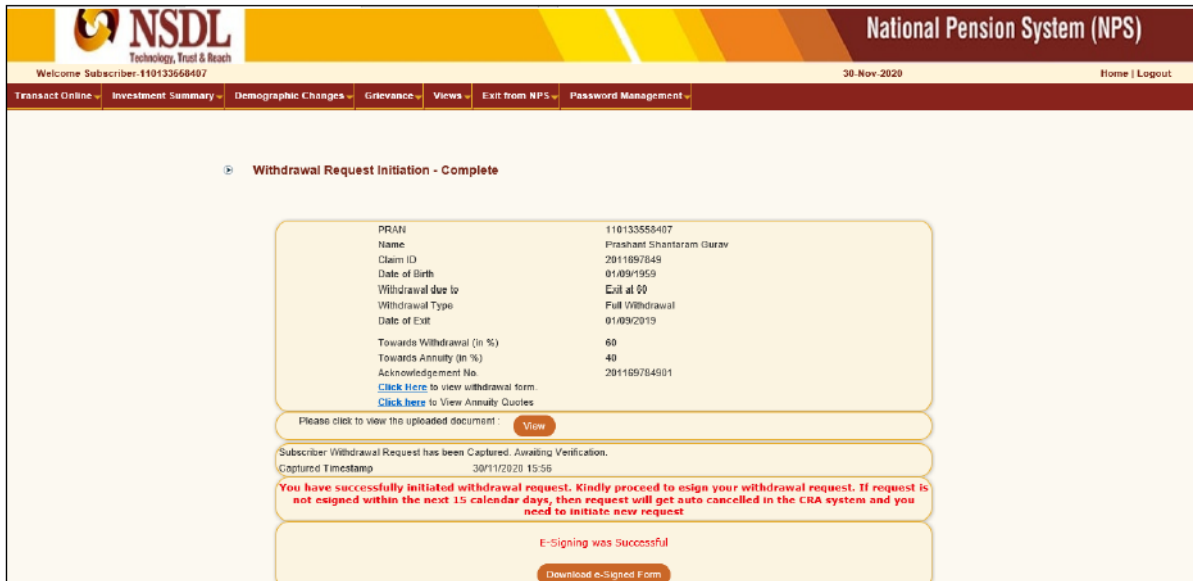 NSDL
Technology, Trust & Reach
National Pension System (NPS)
Welcome Subscriber-110133558407
30-Nov-2020
Home | Logout
Transact Online Investment Summary Demographic Changes Grievance Views Exit from NPS Password Management
Withdrawal Request Initiation - Complete
PRAN 110133558407
Name Prashant Shantaram Gurav
Claim ID 2011697849
Date of Birth 01/09/1959
Withdrawal due to Exit at 60
Withdrawal Type Full Withdrawal
Date of Exit 01/09/2019
Towards Withdrawal (in %) 60
Towards Annuity (in %) 40
Acknowledgement No. 201169784901
Click Here to view withdrawal form.
Click here to View Annuity Quotes
Please click to view the uploaded document : View
Subscriber Withdrawal Request has been Captured. Awaiting Verification.
Captured Timestamp 30/11/2020 15:56
You have successfully initiated withdrawal request. Kindly proceed to esign your withdrawal request. If request is
not esigned within the next 15 calendar days, then request will get auto cancelled in the CRA system and you
need to initiate new request
E-Signing was Successful
Download e-Signed Form